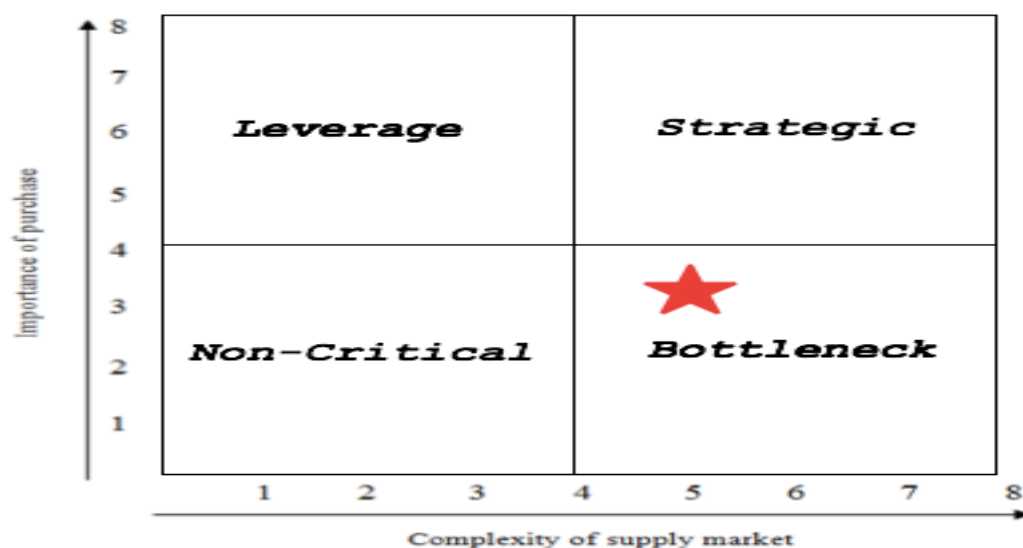 8
7
Leverage Strategic
6
5
4
3
Non-Critical Bottleneck
2
1
1 2 3 4 5 6 7 8
Importance of purchase
Complexity of supply market